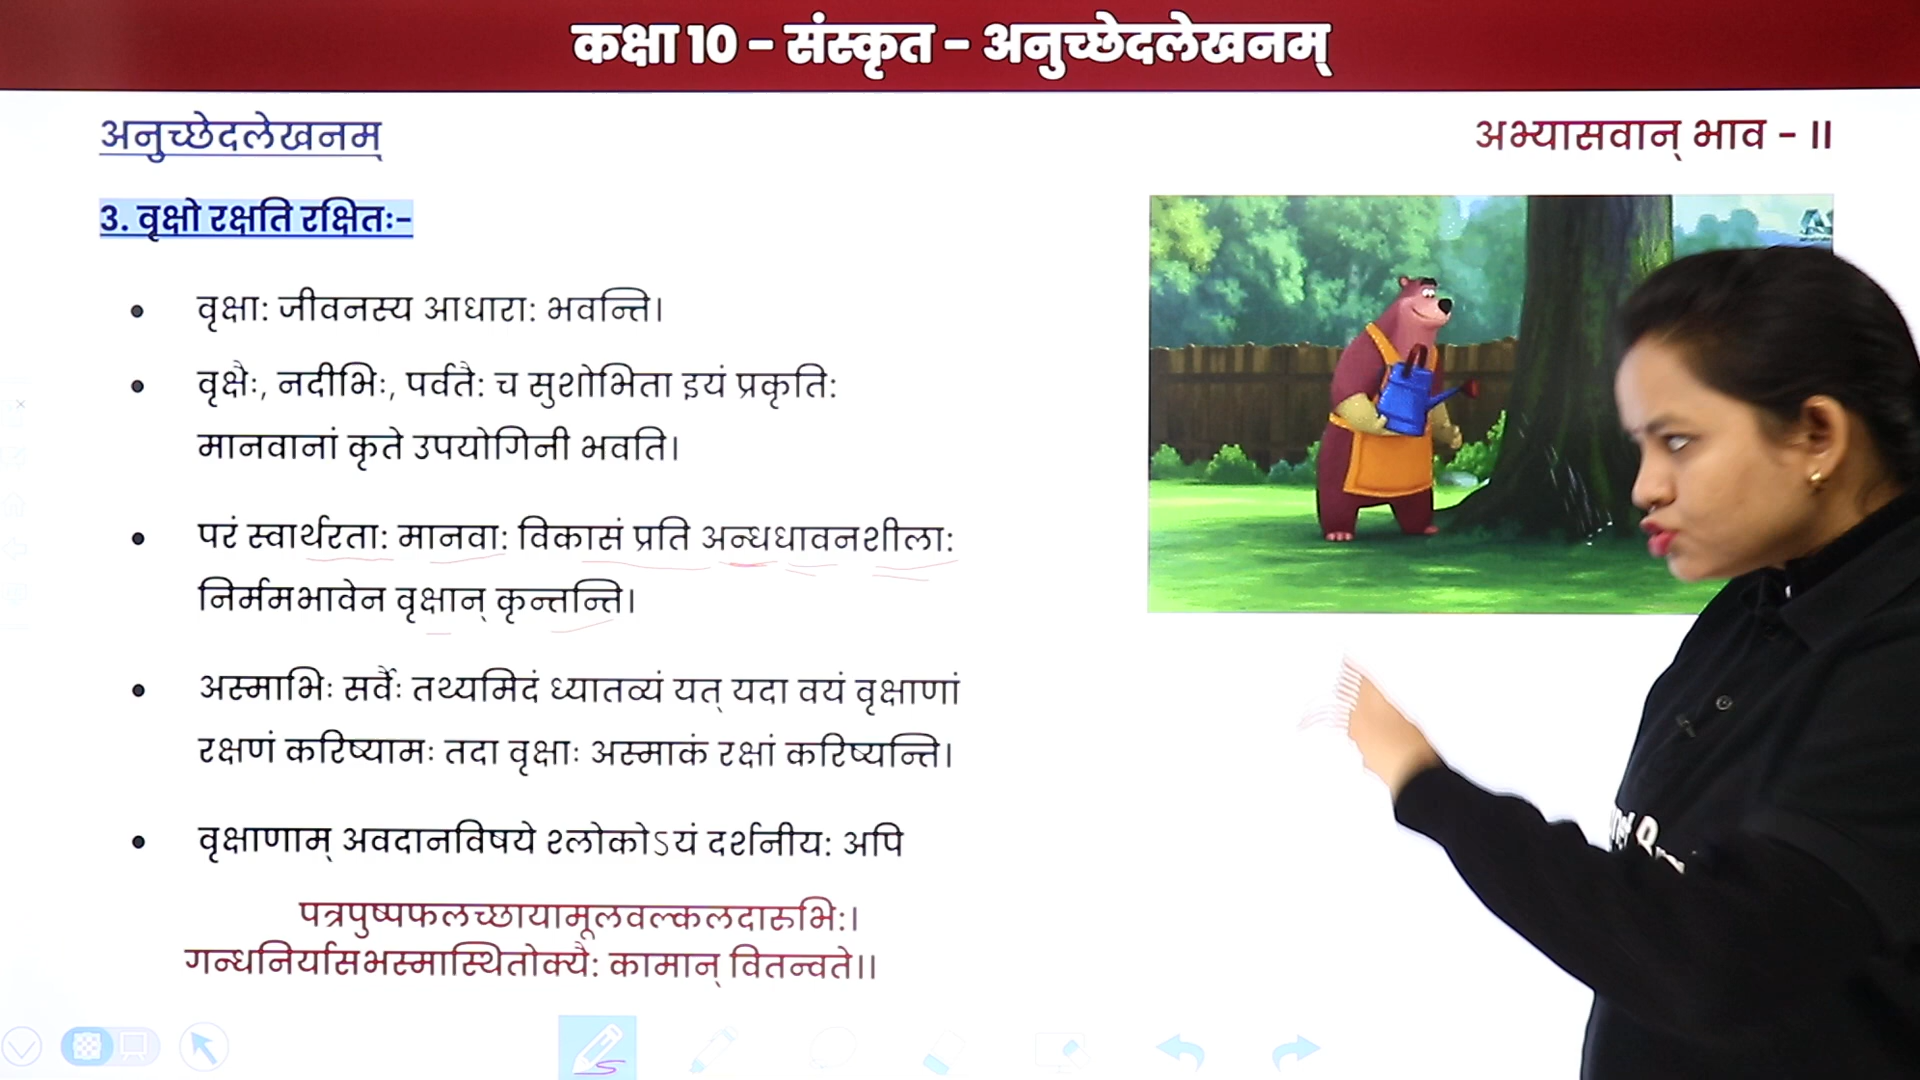 कक्षा 10 – संस्कृत – अनुच्छेदलेखनम्
अनुच्छेदलेखनम्
अभ्यासवान् भाव - II
3. वृक्षो रक्षति रक्षितः-
• वृक्षाः जीवनस्य आधाराः भवन्ति।
• वृक्षैः, नदीभिः, पर्वतैः च सुशोभिता इयं प्रकृतिः
मानवानां कृते उपयोगिनी भवति।
• परं स्वार्थरताः मानवाः विकासं प्रति अन्धधावनशीलाः
निर्ममभावेन वृक्षान् कृन्तन्ति।
• अस्माभिः सर्वैः तथ्यमिदं ध्यातव्यं यत् यदा वयं वृक्षाणां
रक्षणं करिष्यामः तदा वृक्षाः अस्माकं रक्षां करिष्यन्ति।
• वृक्षाणाम् अवदानविषये श्लोकोऽयं दर्शनीयः अपि
पत्रपुष्पफलच्छायामूलवल्कलदारुभिः।
गन्धनिर्यासभस्मास्थितोक्यैः कामान् वितन्वते।।